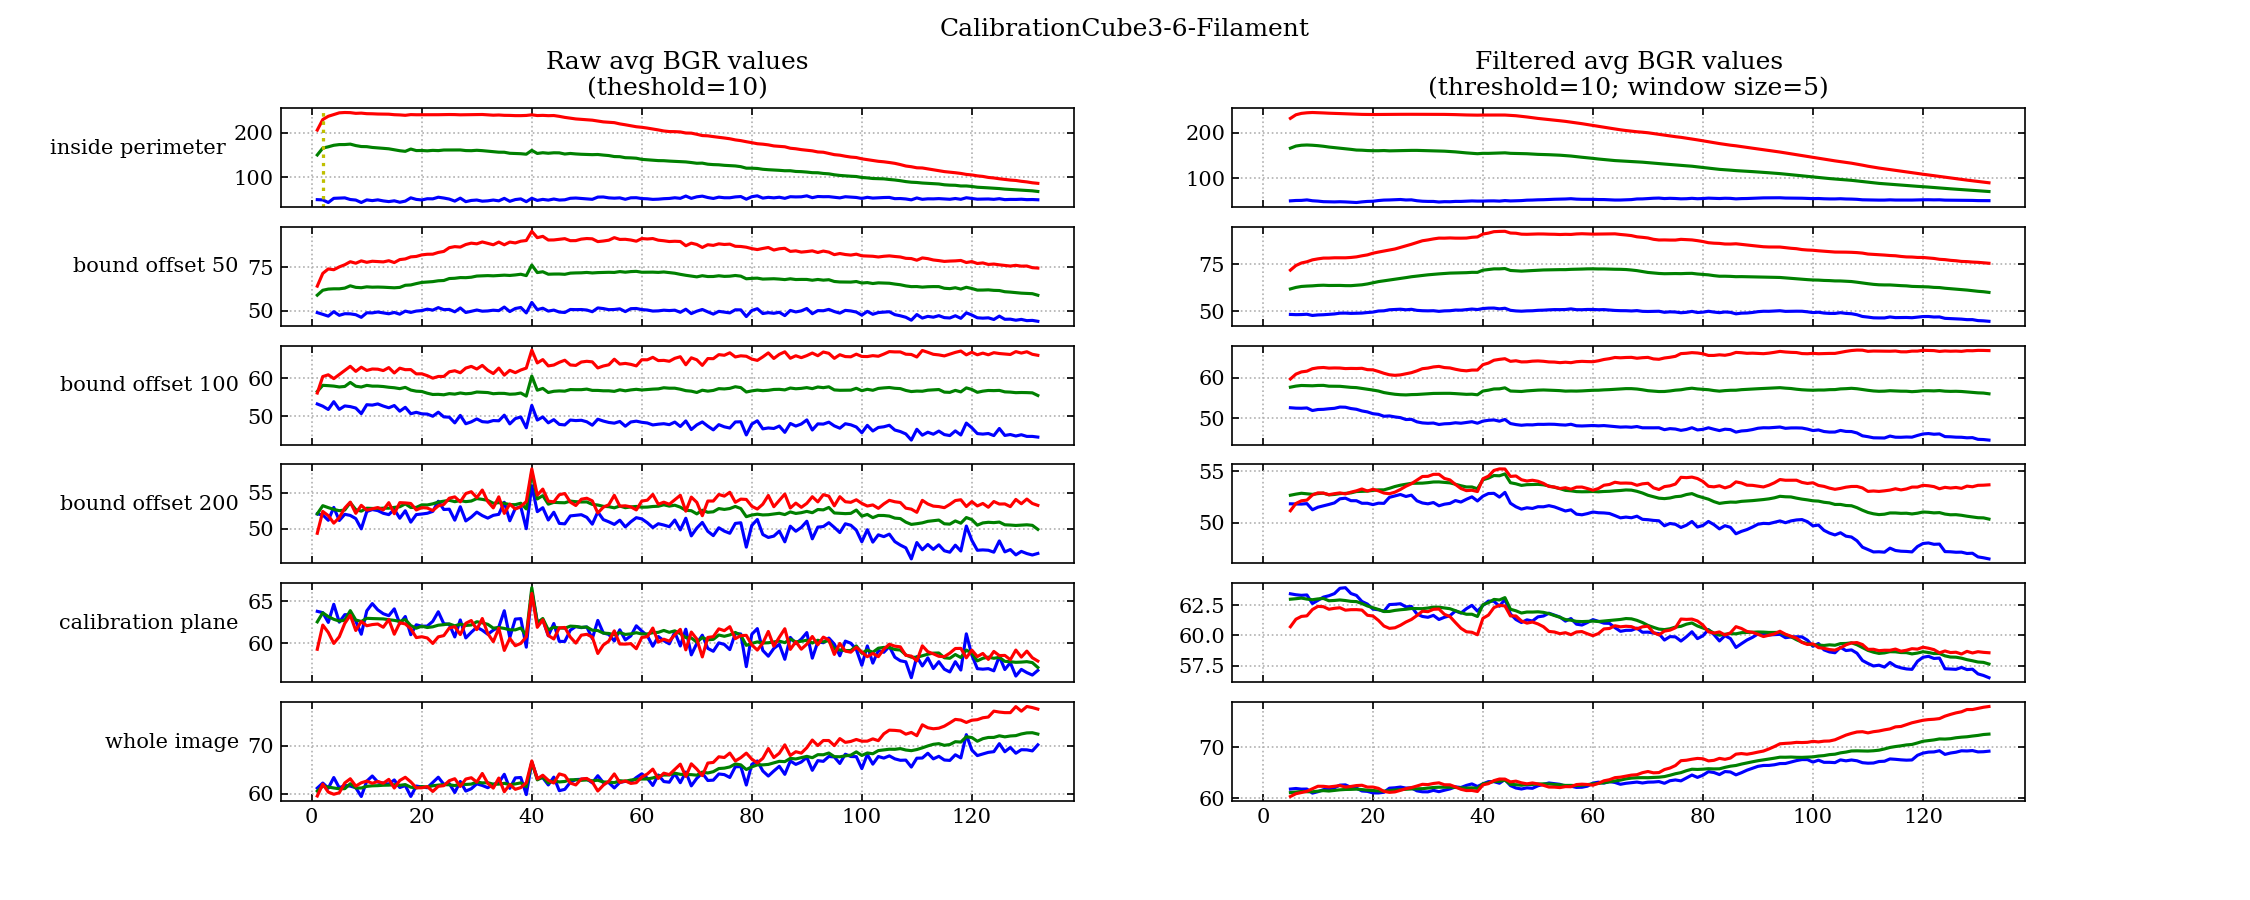 CalibrationCube3-6-Filament
Raw avg BGR values
(theshold=10)
Filtered avg BGR values
(threshold=10; window size=5)
inside perimeter
200
100
200
100
bound offset 50
75
50
75
50
bound offset 100
60
50
60
50
bound offset 200
55
50
55
50
calibration plane
65
60
62.5
60.0
57.5
whole image
70
60
70
60
0 20 40 60 80 100 120
0 20 40 60 80 100 120